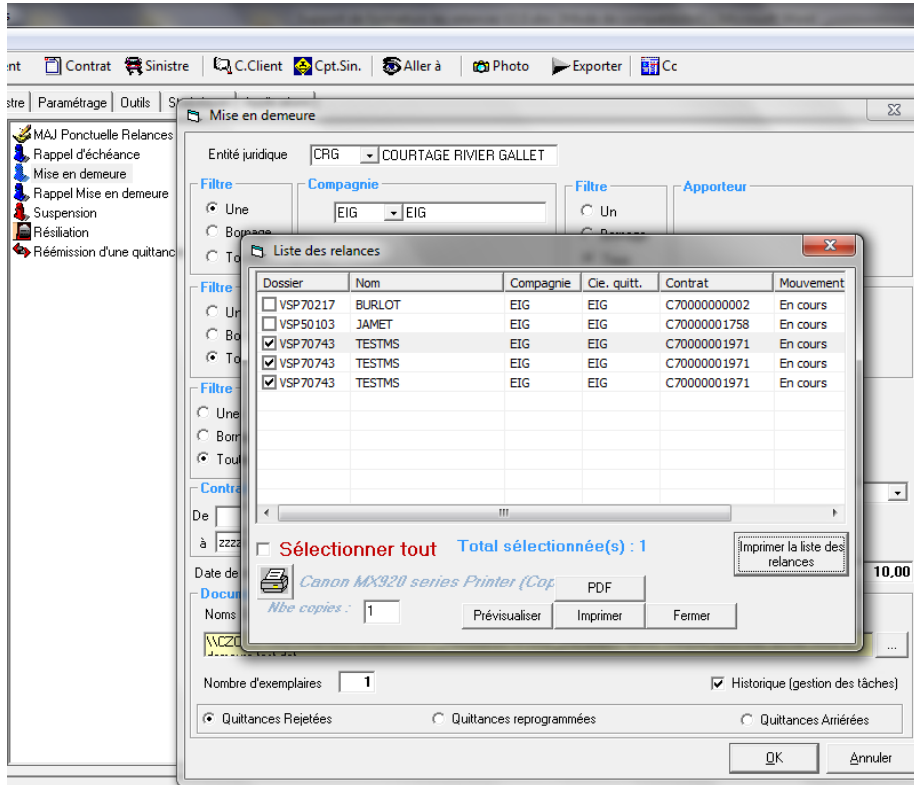 nt Contrat Sinistre C.Client Cpt.Sin. Aller à Photo Exporter Cc
stre Paramétrage Outils
MAJ Ponctuelle Relances
Rappel d'échéance
Mise en demeure
Rappel Mise en demeure
Suspension
Résiliation
Réémission d'une quittanc
Mise en demeure
Entité juridique CRG COURTAGE RIVIER GALLET
Filtre Compagnie Filtre Apporteur
Une EIG EIG Un
Bornage
To
Filtre
Un
Bo
To
Filtre
Une
Born
Tout
Contra
De
à zzzz
Date de 10,00
Docum
Noms
\\CZC
...
Liste des relances
Dossier Nom Compagnie Cie. quitt. Contrat Mouvement
VSP70217 BURLOT EIG EIG C70000000002 En cours
VSP50103 JAMET EIG EIG C70000001758 En cours
VSP70743 TESTMS EIG EIG C70000001971 En cours
VSP70743 TESTMS EIG EIG C70000001971 En cours
VSP70743 TESTMS EIG EIG C70000001971 En cours
Sélectionner tout Total sélectionnée(s) : 1
Imprimer la liste des
relances
Canon MX920 series Printer (Cop
PDF
Nbe copies : 1
Prévisualiser Imprimer Fermer
Nombre d'exemplaires 1 Historique (gestion des tâches)
Quittances Rejetées Quittances reprogrammées Quittances Arriérées
OK Annuler